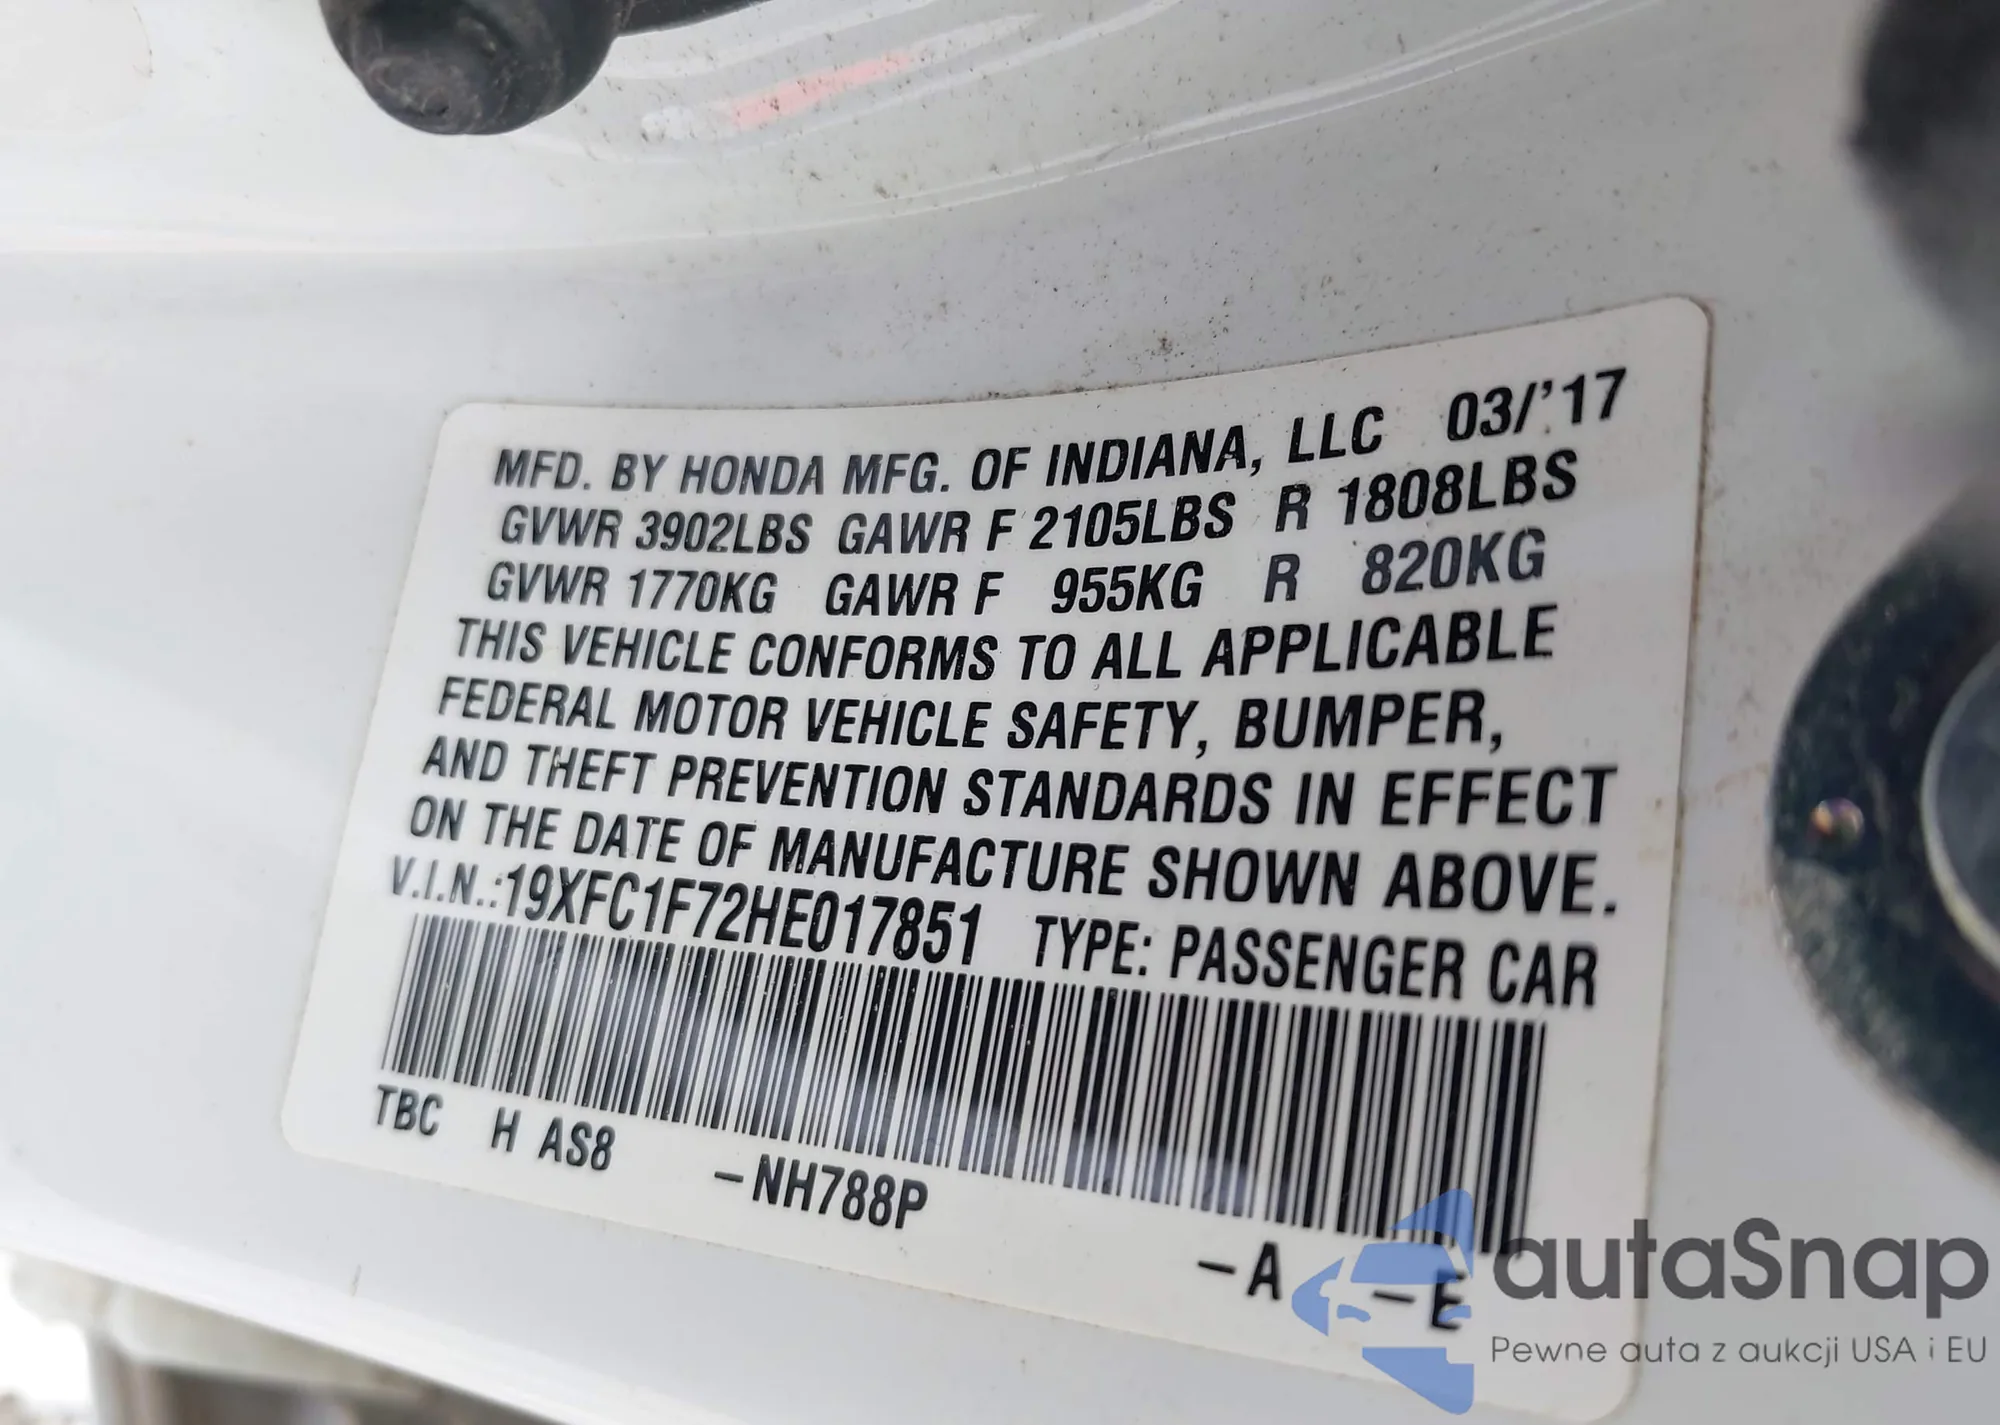 MFD. BY HONDA MFG. OF INDIANA, LLC 03/'17
GVWR 3902LBS GAWR F 2105LBS R 1808LBS
GVWR 1770KG GAWR F 955KG R 820KG
THIS VEHICLE CONFORMS TO ALL APPLICABLE
FEDERAL MOTOR VEHICLE SAFETY, BUMPER,
AND THEFT PREVENTION STANDARDS IN EFFECT
ON THE DATE OF MANUFACTURE SHOWN ABOVE.
V.I.N.:19XFC1F72HE017851 TYPE: PASSENGER CAR
TBC H AS8 -NH788P -A -E
autaSnap
Pewne auta z aukcji USA i EU